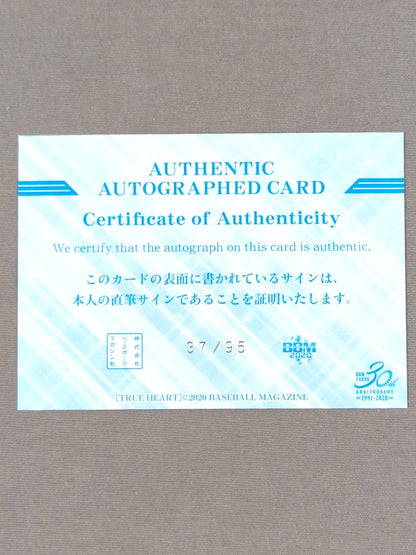 AUTHENTIC
AUTOGRAPHED CARD
Certificate of Authenticity
We certify that the autograph on this card is authentic.
このカードの表面に書かれているサインは、
本人の直筆サインであることを証明いたします。
株式会社
ベースボール
マガジン社
37/95
BBM
2020
BBM
CARDS
30th
ANNIVERSARY
1991-2020
[TRUE HEART]©2020 BASEBALL MAGAZINE